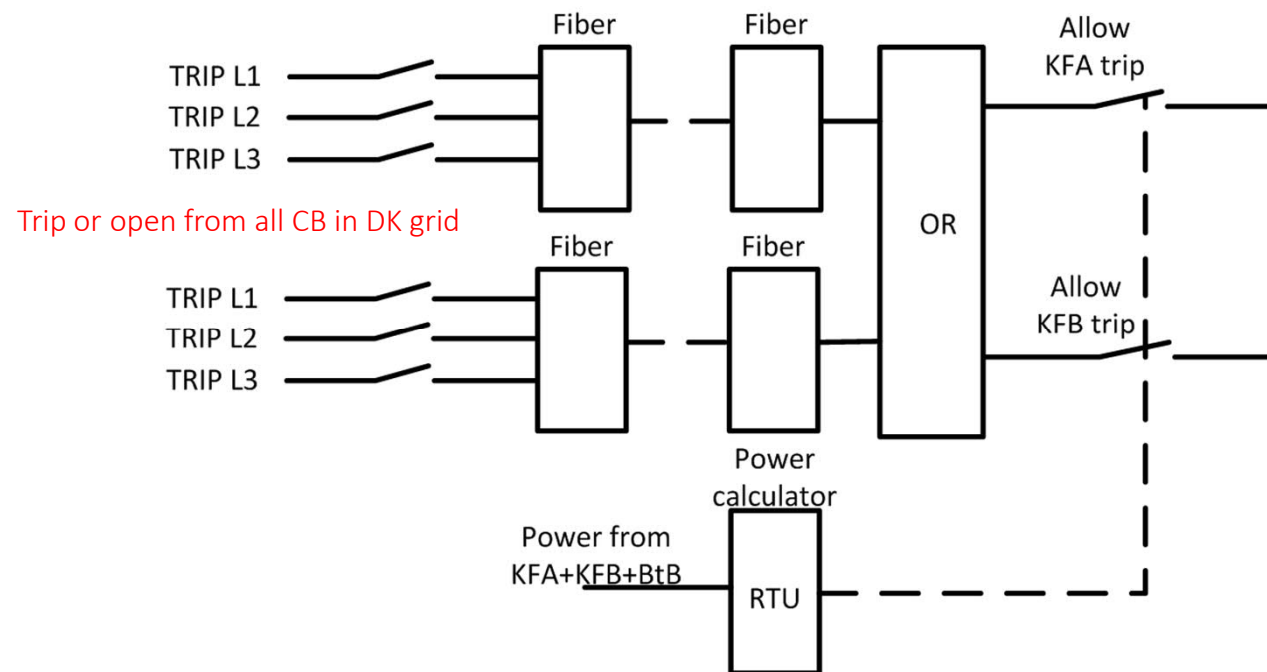 Fiber
Fiber
Allow
KFA trip
TRIP L1
TRIP L2
TRIP L3
Trip or open from all CB in DK grid
OR
Fiber
Fiber
Allow
KFB trip
TRIP L1
TRIP L2
TRIP L3
Power
calculator
Power from
KFA+KFB+BtB
RTU